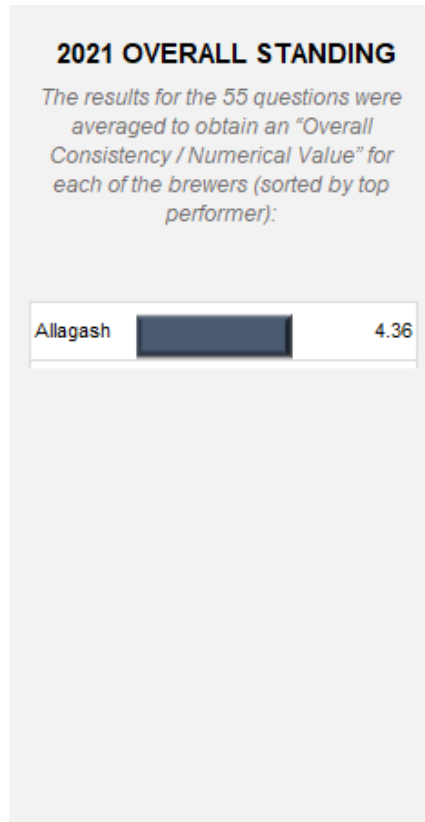 2021 OVERALL STANDING
The results for the 55 questions were
averaged to obtain an “Overall
Consistency / Numerical Value” for
each of the brewers (sorted by top
performer):
Allagash 4.36